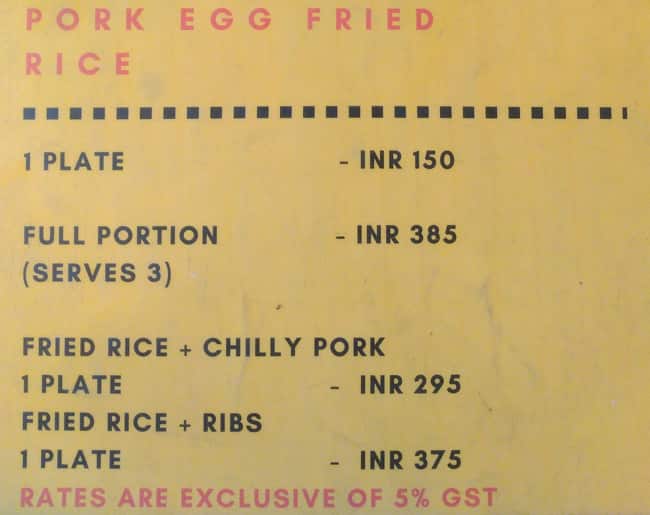 PORK EGG FRIED
RICE
1 PLATE - INR 150
FULL PORTION - INR 385
(SERVES 3)
FRIED RICE + CHILLY PORK
1 PLATE - INR 295
FRIED RICE + RIBS
1 PLATE - INR 375
RATES ARE EXCLUSIVE OF 5% GST